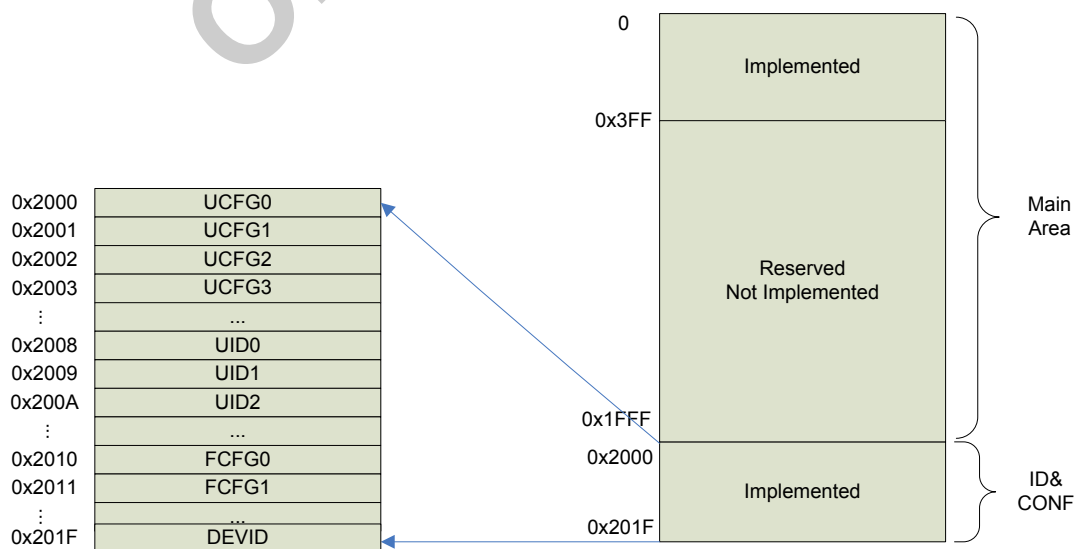 0x2000 UCFG0
0x2001 UCFG1
0x2002 UCFG2
0x2003 UCFG3
⋮ ...
0x2008 UID0
0x2009 UID1
0x200A UID2
⋮ ...
0x2010 FCFG0
0x2011 FCFG1
⋮ ...
0x201F DEVID
0
Implemented
0x3FF
Reserved
Not Implemented
0x1FFF
0x2000
Implemented
0x201F
Main
Area
ID&
CONF